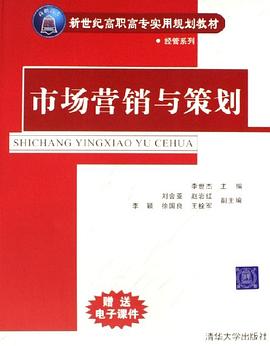 新世纪高职高专实用规划教材
•经管系列
市场营销与策划
SHICHANG YINGXIAO YU CEHUA
李世杰 主 编
刘会亚 赵岩红
李 颖 徐国良 王栓军 副主编
赠 送
电子课件
清华大学出版社